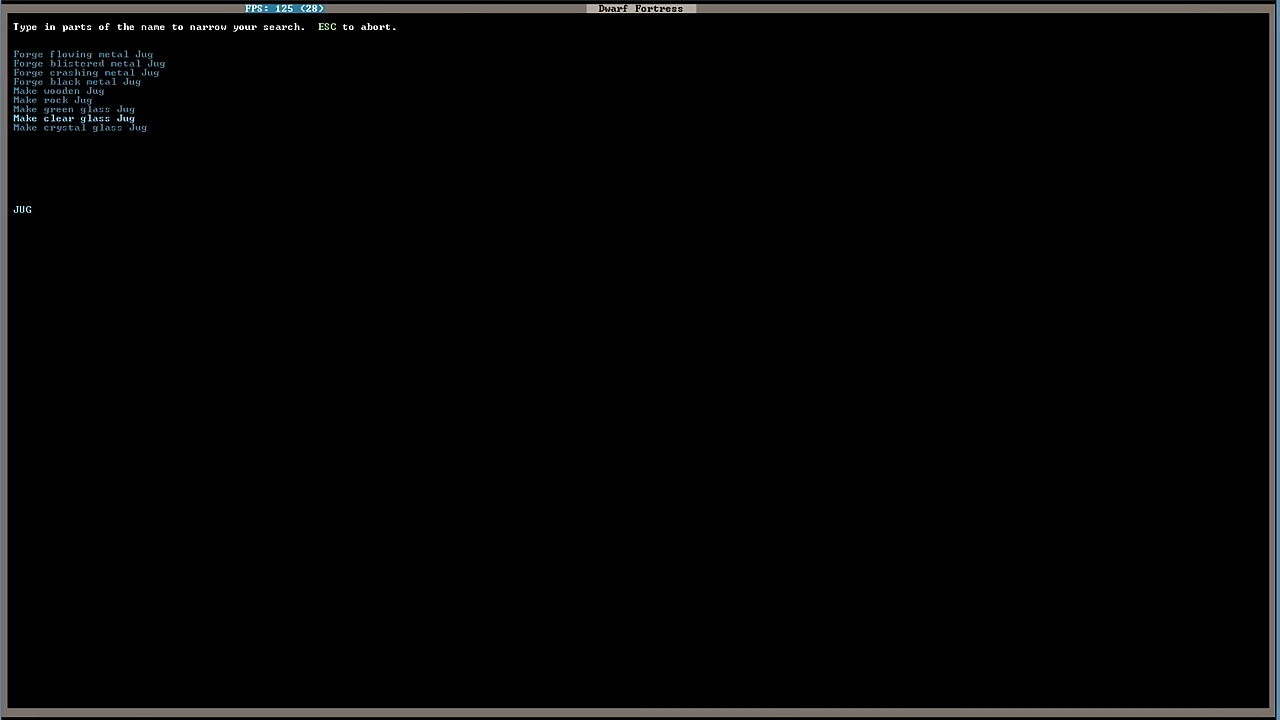 FPS: 125 (28)
Dwarf Fortress
Type in parts of the name to narrow your search.  ESC to abort.
Forge flowing metal Jug
Forge blistered metal Jug
Forge crashing metal Jug
Forge black metal Jug
Make wooden Jug
Make rock Jug
Make green glass Jug
Make clear glass Jug
Make crystal glass Jug
JUG